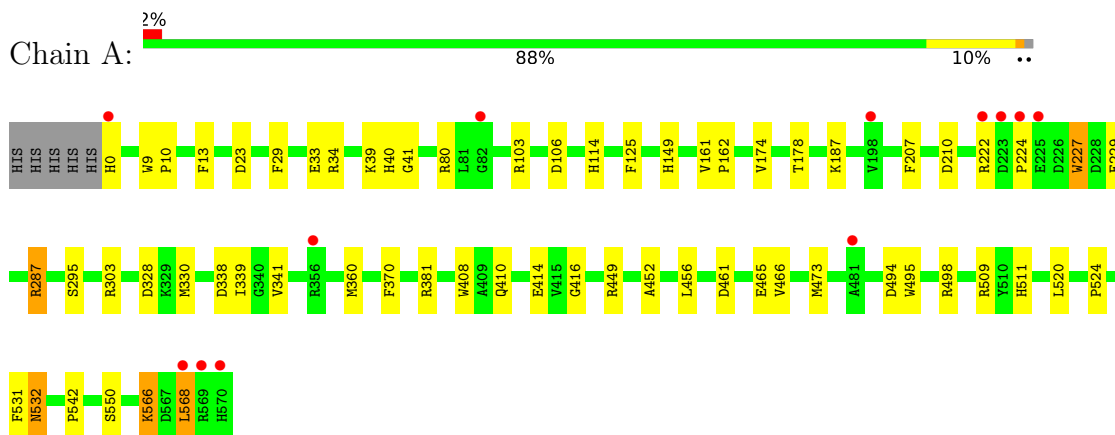 2%
Chain A:
88% 10% ••
HIS HIS HIS HIS HIS H0 W9 P10 F13 D23 F29 E33 R34 K39 H40 G41 R80 L81 G82 R103 D106 H114 F125 H149 V161 P162 V174 T178 K187 V198 F207 D210 R222 D223 P224 E225 D226 W227 D228
R287 S295 R303 D328 K329 M330 D338 I339 G340 V341 R356 M360 F370 R381 W408 A409 Q410 E414 V415 G416 R449 A452 L456 D461 E465 V466 M473 A481 D494 W495 R498 R509 Y510 H511 L520 P524
F531 N532 P542 S550 K566 D567 L568 R569 H570